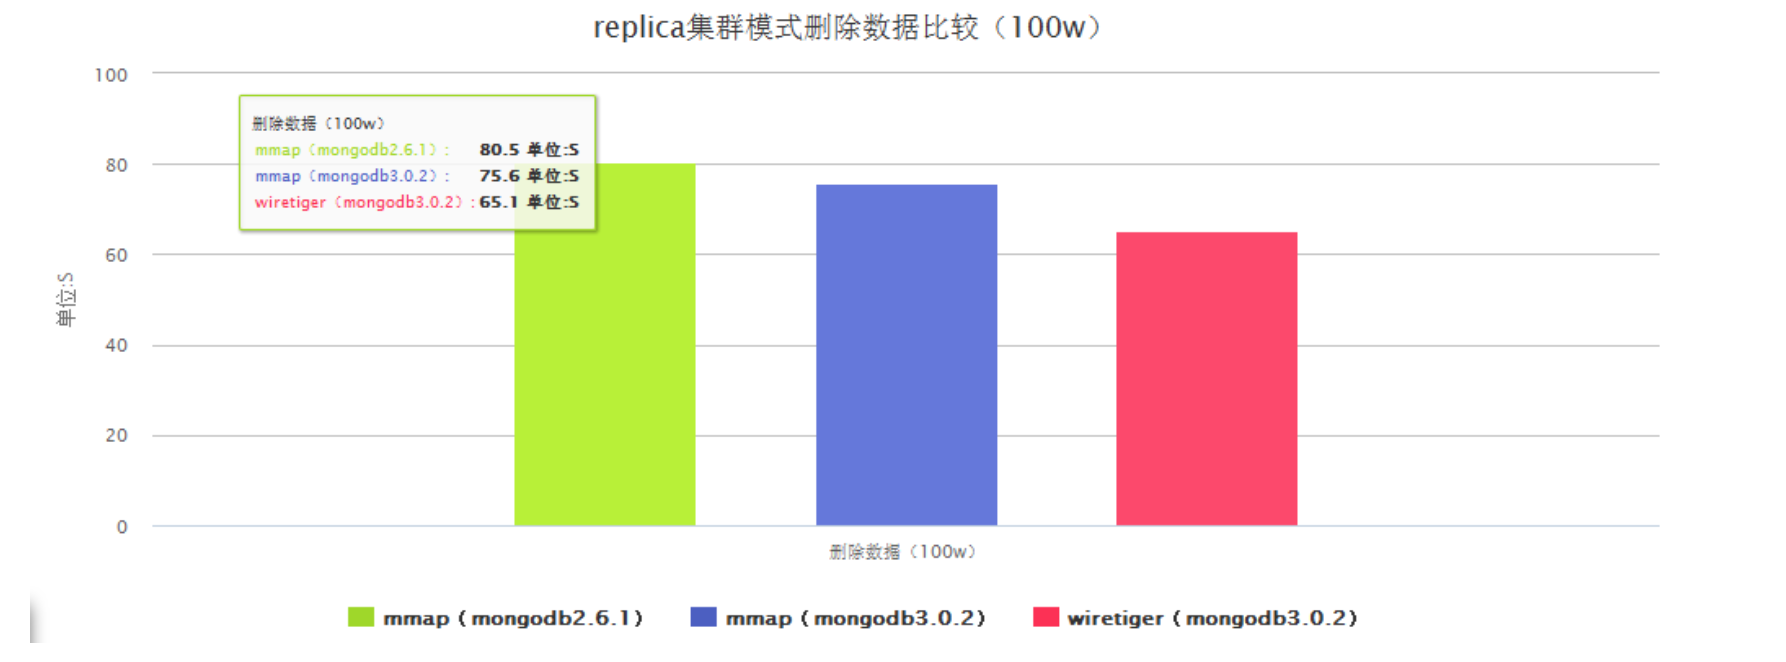 replica集群模式删除数据比较（100w）
100
80
60
40
20
0
单位:S
删除数据（100w）
mmap（mongodb2.6.1）: 80.5 单位:S
mmap（mongodb3.0.2）: 75.6 单位:S
wiretiger（mongodb3.0.2）: 65.1 单位:S
删除数据（100w）
mmap（mongodb2.6.1） mmap（mongodb3.0.2） wiretiger（mongodb3.0.2）